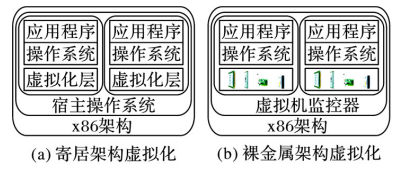 应用程序 应用程序 应用程序 应用程序
操作系统 操作系统 操作系统 操作系统
虚拟化层 虚拟化层
宿主操作系统 虚拟机监控器
x86架构 x86架构
(a) 寄居架构虚拟化 (b) 裸金属架构虚拟化